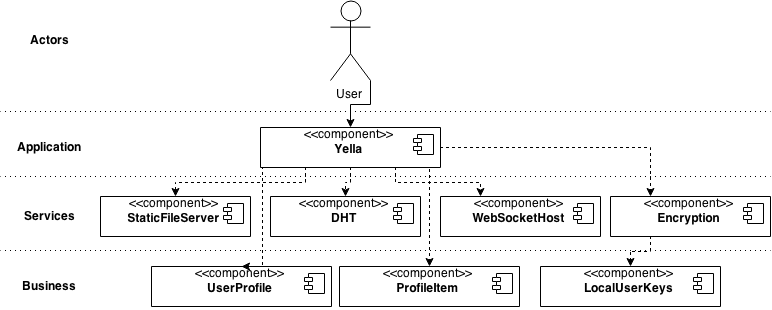 Actors
User
Application
<<component>>
Yella
Services
<<component>>
StaticFileServer
<<component>>
DHT
<<component>>
WebSocketHost
<<component>>
Encryption
Business
<<component>>
UserProfile
<<component>>
ProfileItem
<<component>>
LocalUserKeys